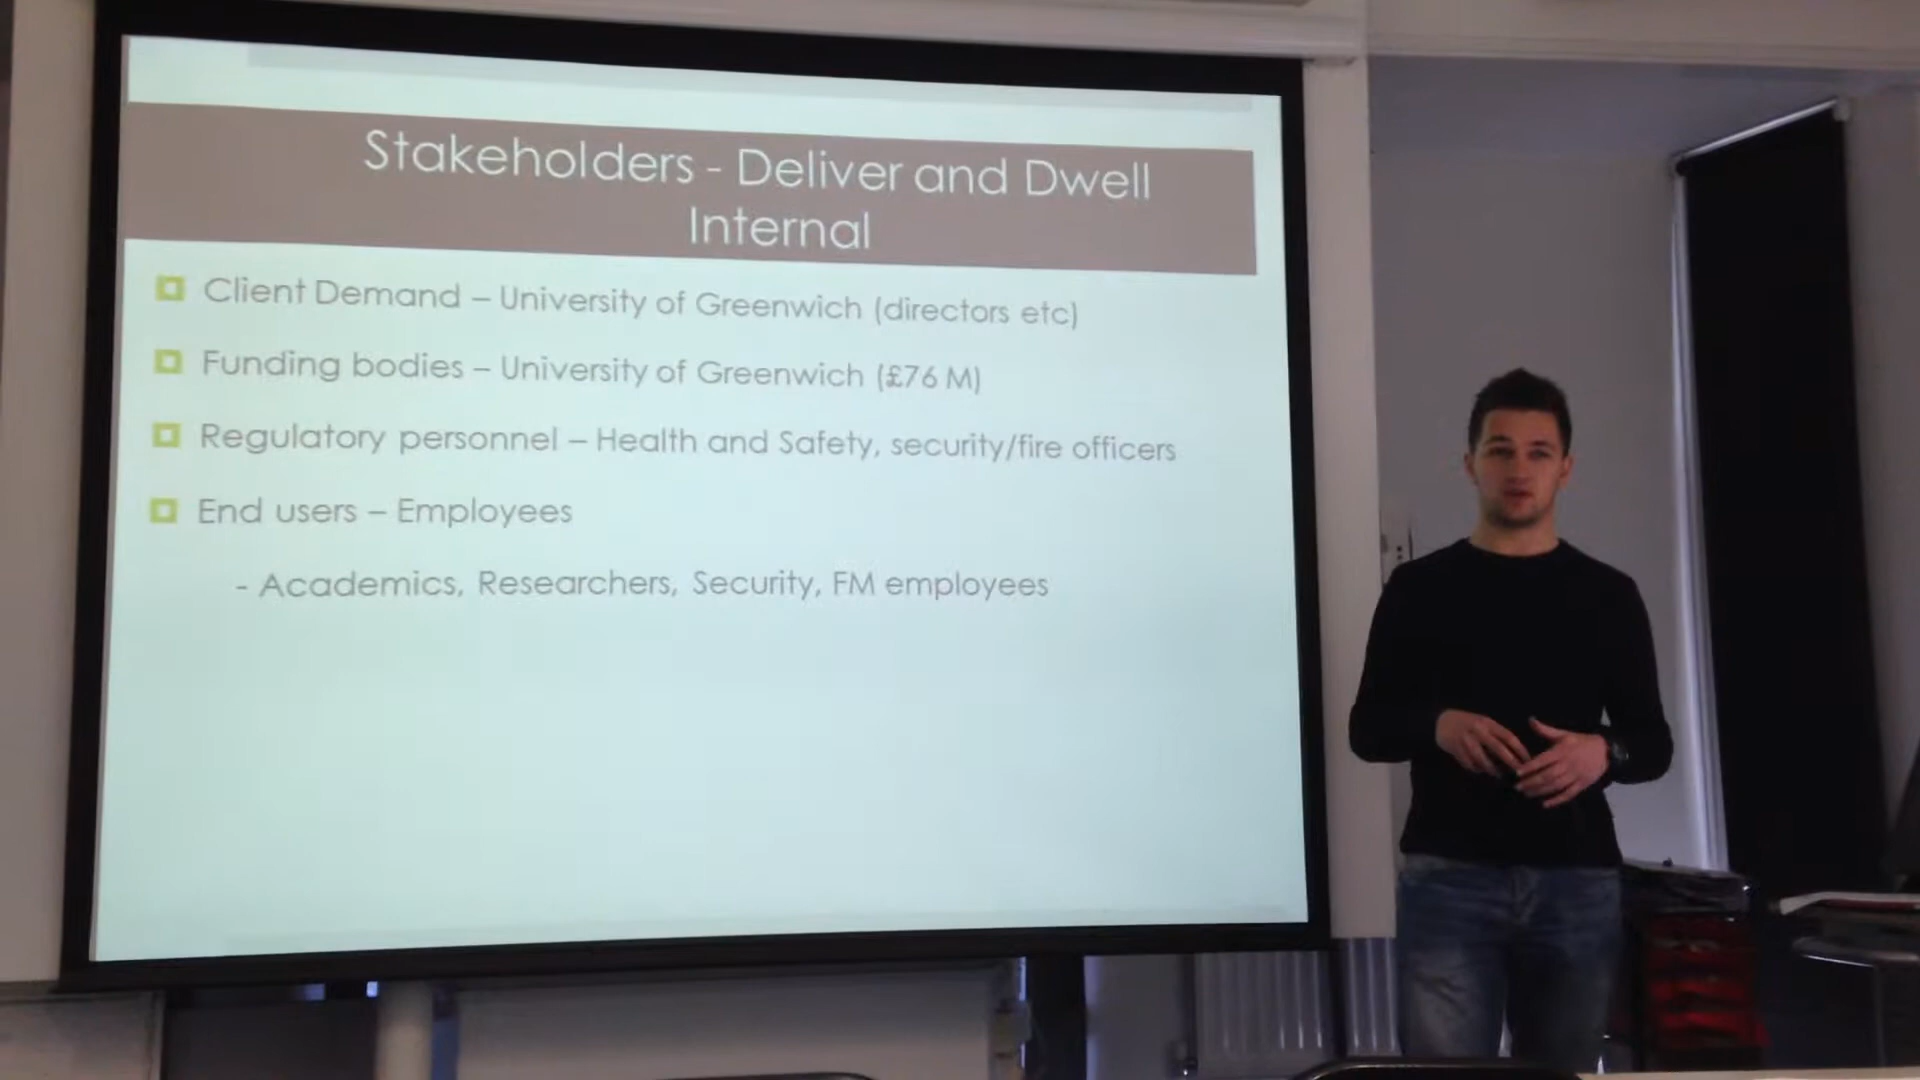 Stakeholders - Deliver and Dwell
Internal
Client Demand – University of Greenwich (directors etc)
Funding bodies – University of Greenwich (£76 M)
Regulatory personnel – Health and Safety, security/fire officers
End users – Employees
- Academics, Researchers, Security, FM employees